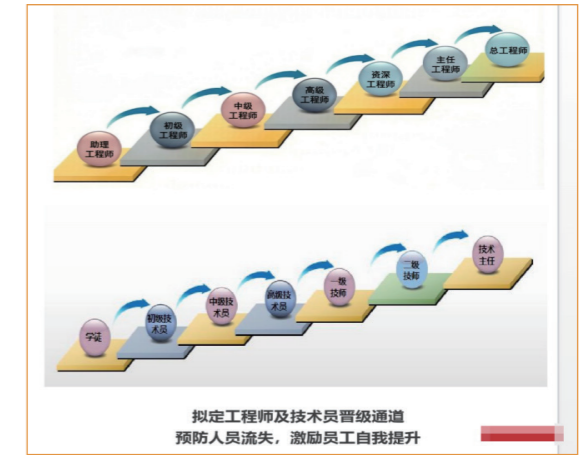 助理
工程师
初级
工程师
中级
工程师
高级
工程师
资深
工程师
主任
工程师
总工程师
学徒
初级技
术员
中级技
术员
高级技
术员
一级
技师
二级
技师
技术
主任
拟定工程师及技术员晋级通道
预防人员流失，激励员工自我提升